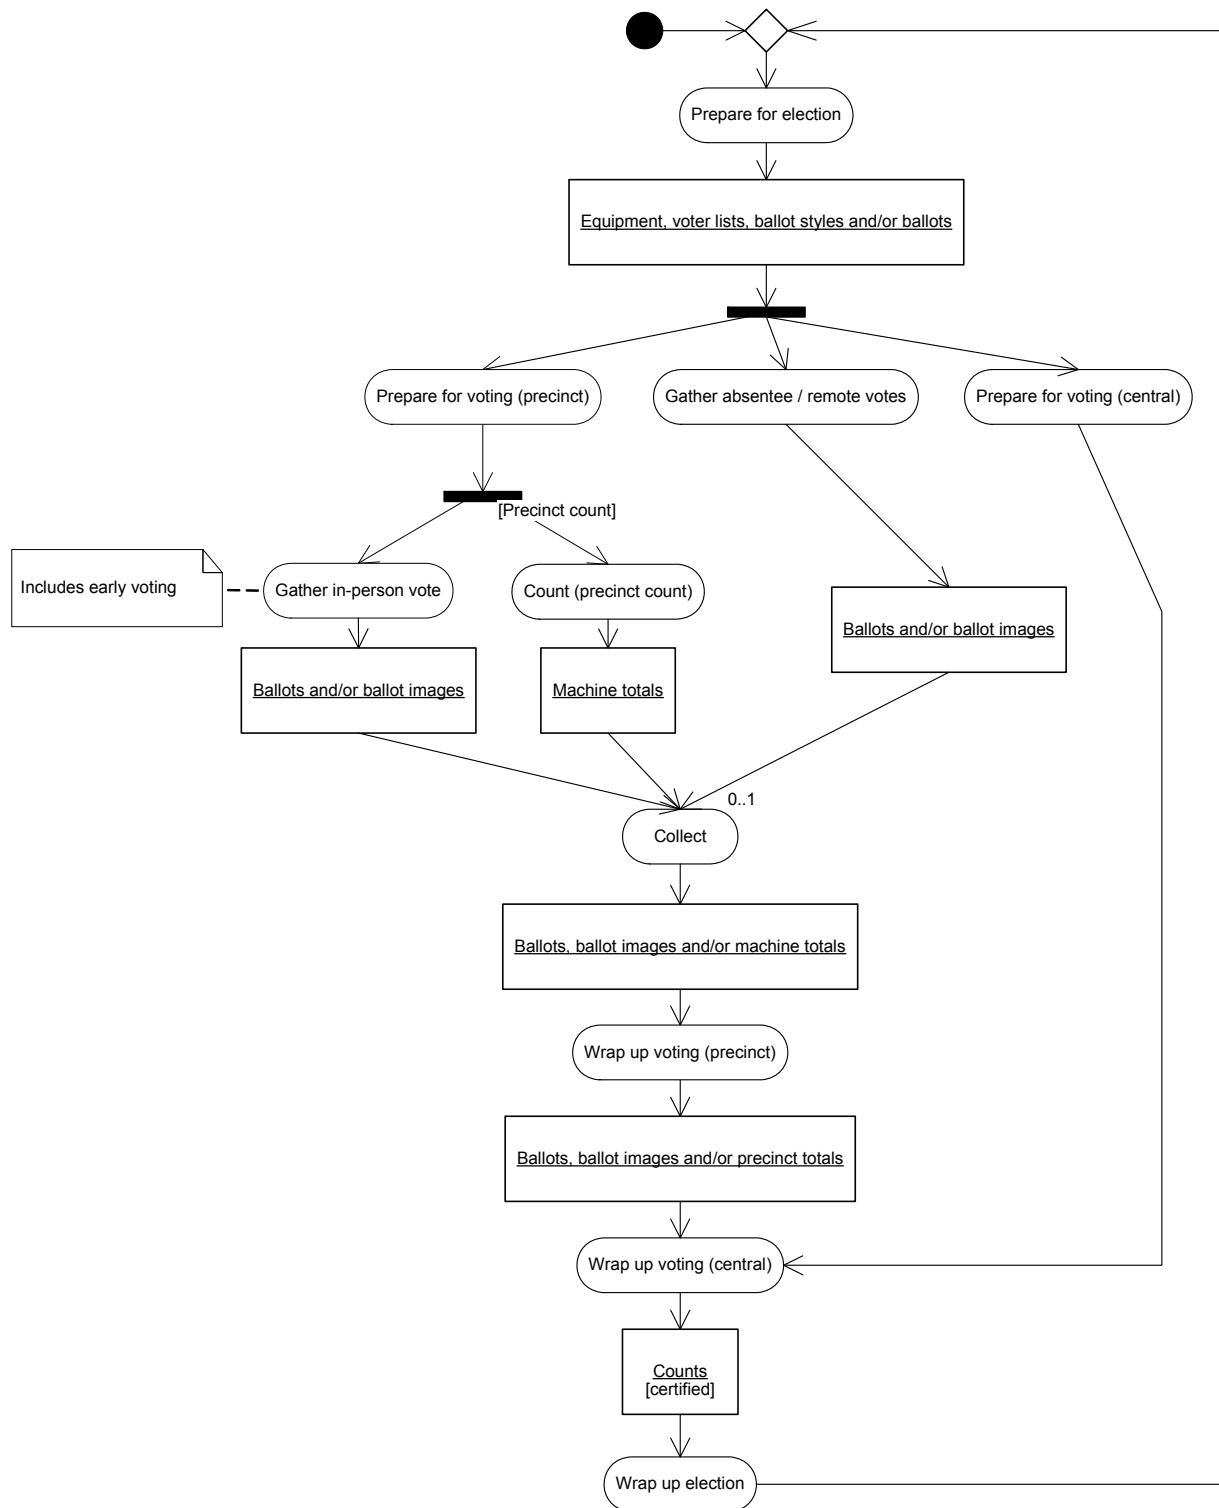 Prepare for election
Equipment, voter lists, ballot styles and/or ballots
Prepare for voting (precinct)
Gather absentee / remote votes
Prepare for voting (central)
[Precinct count]
Includes early voting
Gather in-person vote
Count (precinct count)
Ballots and/or ballot images
Ballots and/or ballot images
Machine totals
0..1
Collect
Ballots, ballot images and/or machine totals
Wrap up voting (precinct)
Ballots, ballot images and/or precinct totals
Wrap up voting (central)
Counts
[certified]
Wrap up election